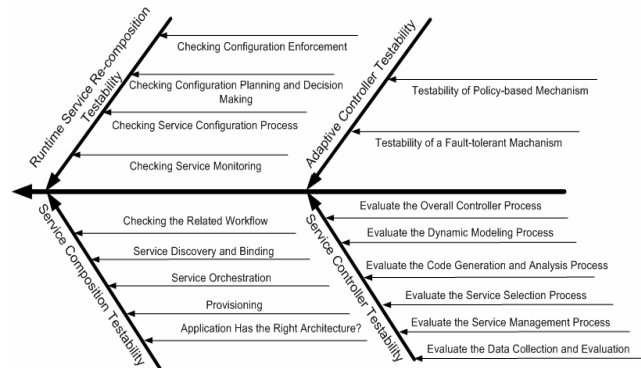 Runtime Service Re-composition
Testability
Checking Configuration Enforcement
Checking Configuration Planning and Decision
Making
Checking Service Configuration Process
Checking Service Monitoring
Adaptive Controller Testability
Testability of Policy-based Mechanism
Testability of a Fault-tolerant Machanism
Service Composition Testability
Checking the Related Workflow
Service Discovery and Binding
Service Orchestration
Provisioning
Application Has the Right Architecture?
Service Controller Testability
Evaluate the Overall Controller Process
Evaluate the Dynamic Modeling Process
Evaluate the Code Generation and Analysis Process
Evaluate the Service Selection Process
Evaluate the Service Management Process
Evaluate the Data Collection and Evaluation